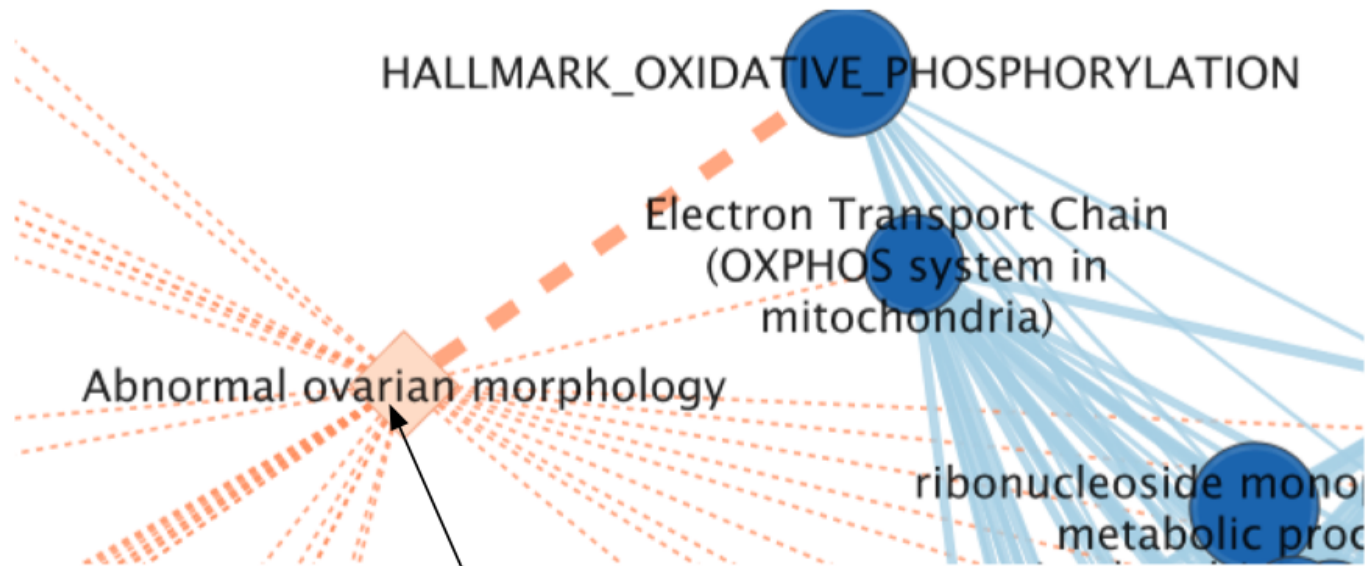 HALLMARK_OXIDATIVE_PHOSPHORYLATION
Electron Transport Chain
(OXPHOS system in
mitochondria)
Abnormal ovarian morphology
ribonucleoside mono
metabolic proc